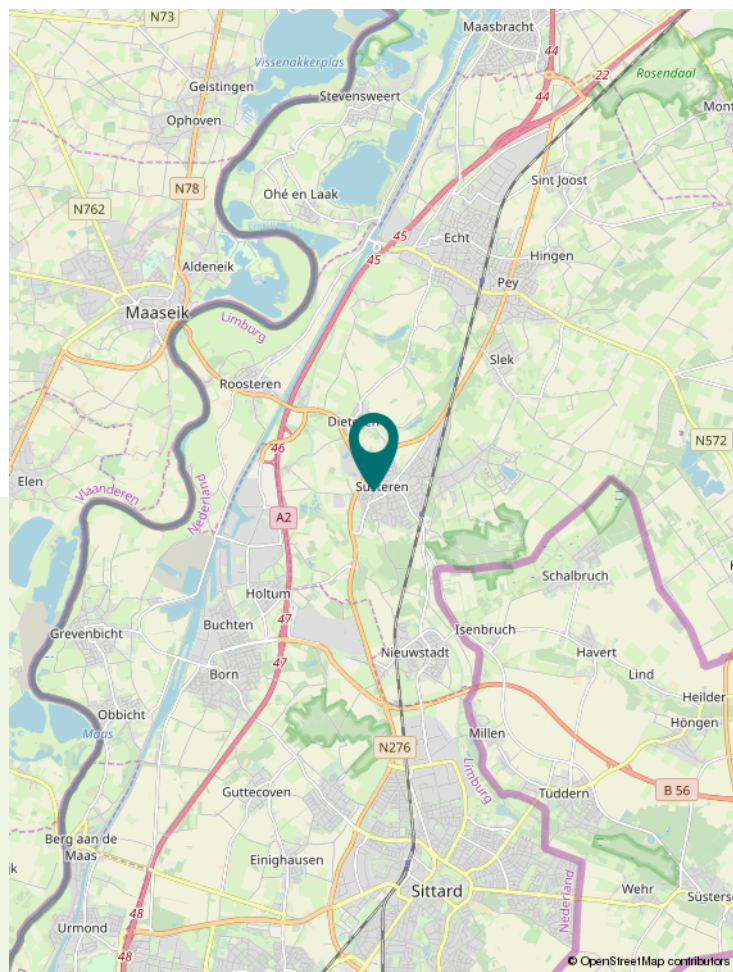 N73
Maasbracht
44
Vissenakkerplas
22
Rosendaal
Geistingen
Stevensweert
44
Ophoven
N78
Sint Joost
Ohé en Laak
N762
45
Echt
45
Hingen
Aldeneik
Pey
Maaseik
Limburg
Slek
Roosteren
N572
46
Elen
Vlaanderen
Nederland
A2
Schalbruch
Holtum
47
Buchten
Grevenbicht
Isenbruch
47
Nieuwstadt
Havert
Born
Lind
Heilder
Obbicht
Höngen
Maas
Millen
N276
Limburg
Guttecoven
Tüddern
B 56
Berg aan de
Maas
Einighausen
Sittard
Wehr
Nederland
48
Urmond
48
© OpenStreetMap contributors